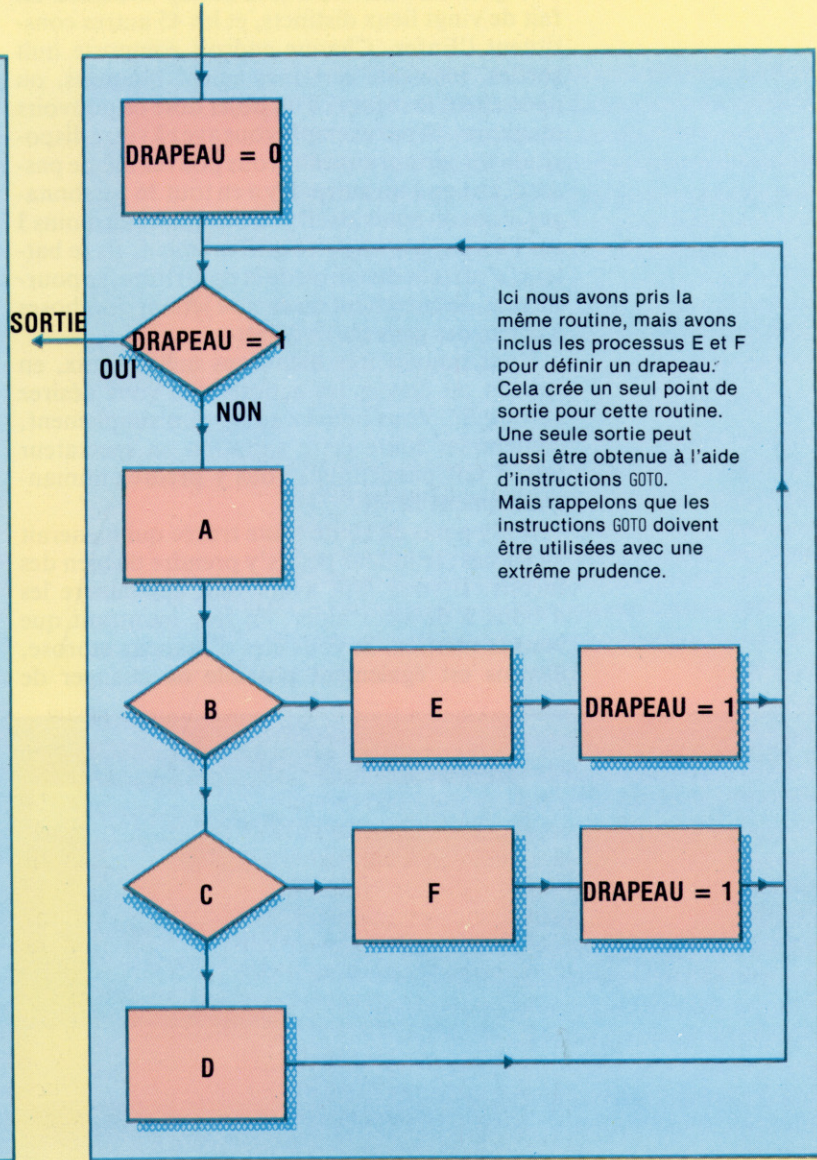 DRAPEAU = 0
Ici nous avons pris la
même routine, mais avons
inclus les processus E et F
pour définir un drapeau.
Cela crée un seul point de
sortie pour cette routine.
Une seule sortie peut
aussi être obtenue à l'aide
d'instructions GOTO.
Mais rappelons que les
instructions GOTO doivent
être utilisées avec une
extrême prudence.
SORTIE
DRAPEAU = 1
OUI
NON
A
B
E
DRAPEAU = 1
C
F
DRAPEAU = 1
D